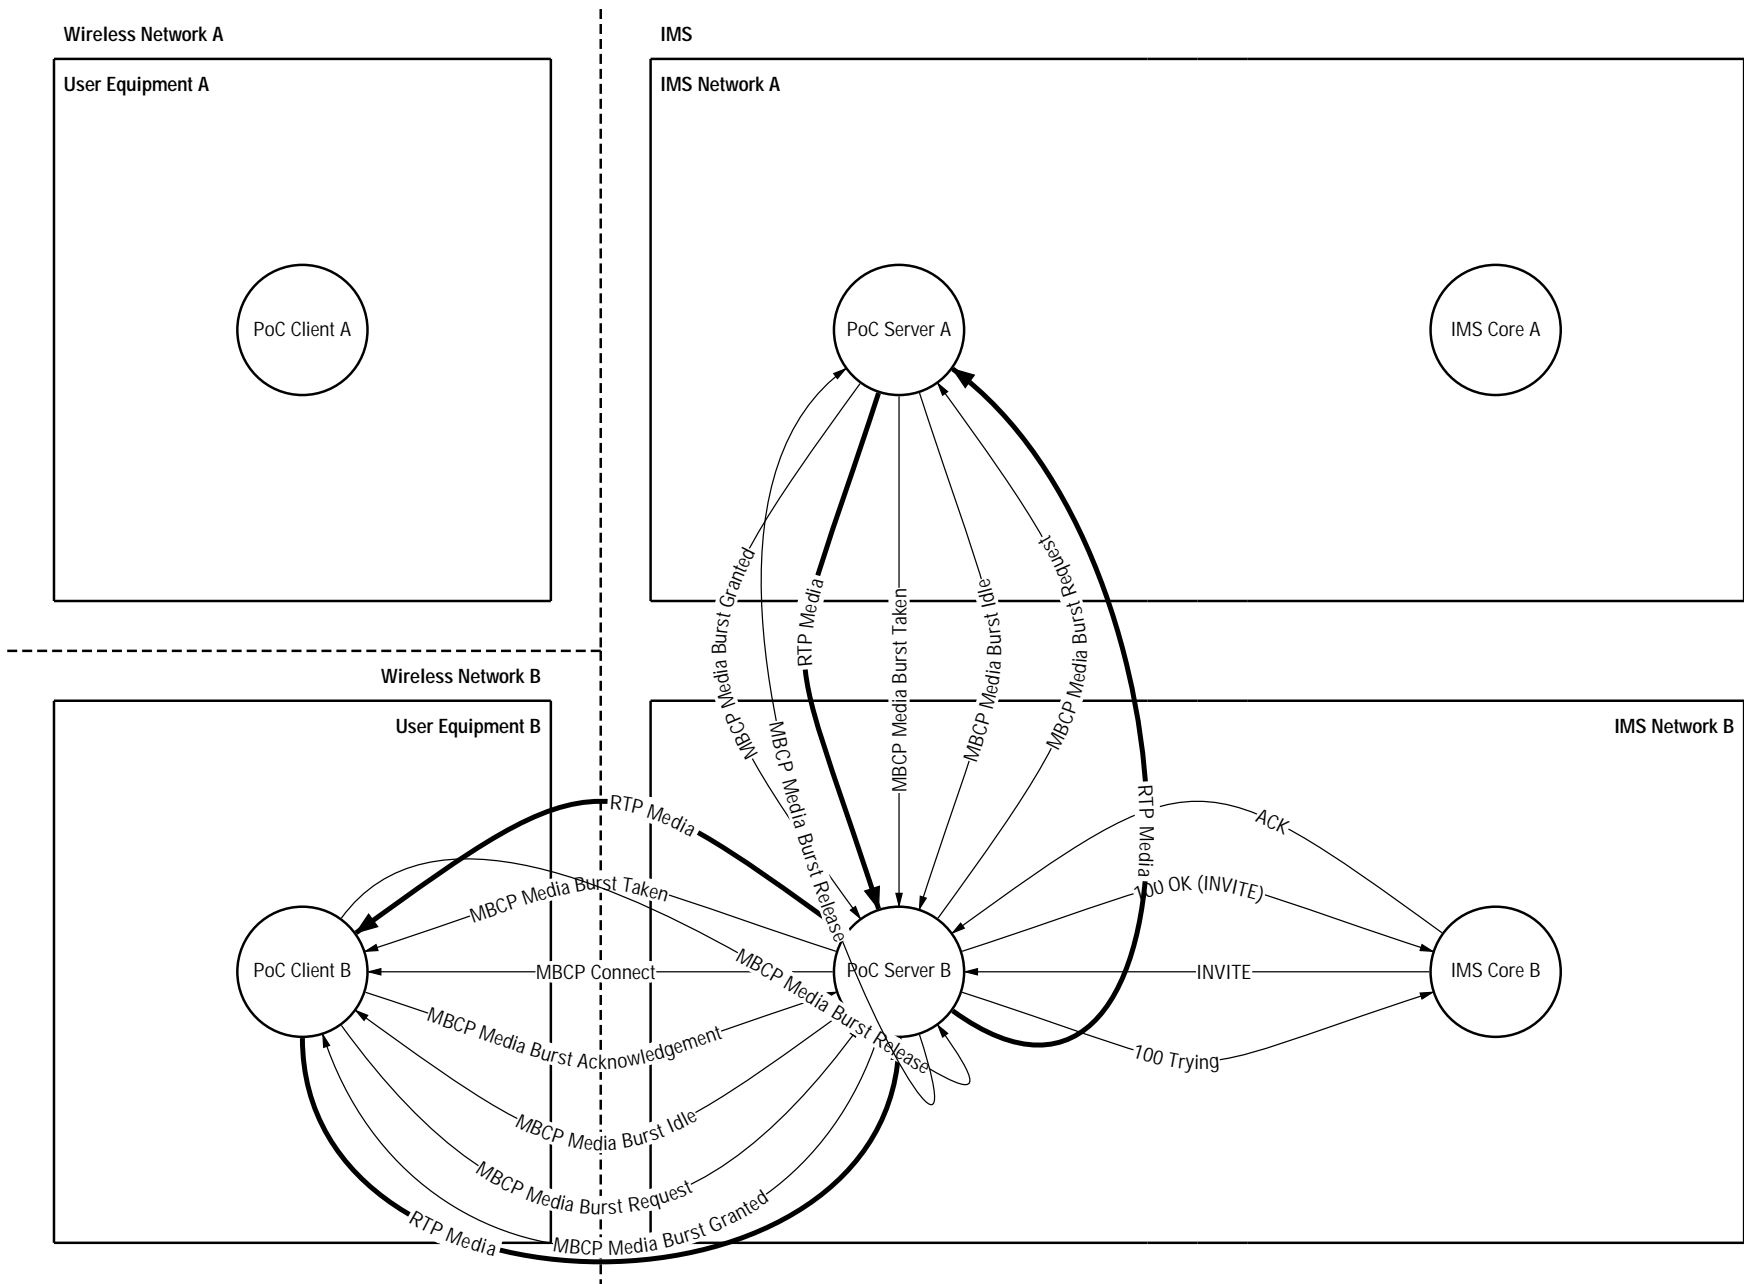 Wireless Network A
IMS
User Equipment A
IMS Network A
PoC Client A
PoC Server A
IMS Core A
MBCP Media Burst Granted
RTP Media
MBCP Media Burst Taken
MBCP Media Burst Idle
MBCP Media Burst Request
Wireless Network B
User Equipment B
IMS Network B
MBCP Media Burst Release
RTP Media
RTP Media
ACK
MBCP Media Burst Taken
100 OK (INVITE)
PoC Client B
MBCP Connect
PoC Server B
INVITE
IMS Core B
MBCP Media Burst Release
MBCP Media Burst Acknowledgement
100 Trying
MBCP Media Burst Idle
MBCP Media Burst Request
RTP Media
MBCP Media Burst Granted